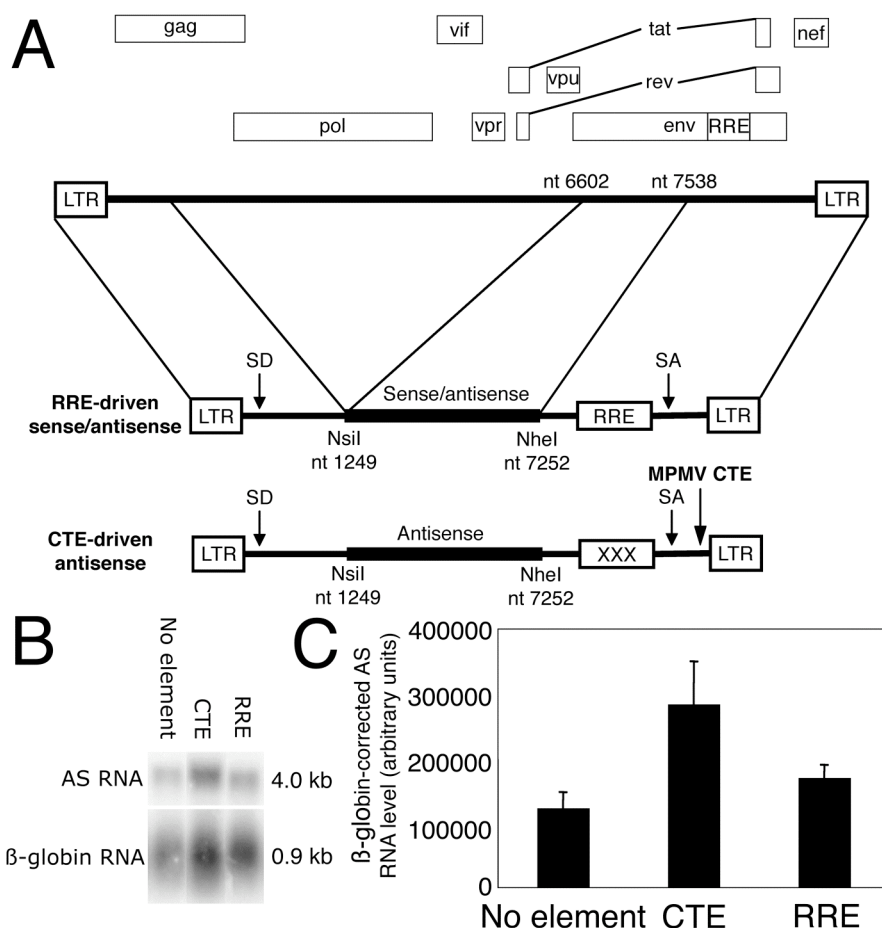 A
gag
vif
tat
nef
vpu
rev
pol
vpr
env
RRE
nt 6602
nt 7538
LTR
LTR
SD
SA
RRE-driven
sense/antisense
LTR
Sense/antisense
RRE
LTR
NsiI
nt 1249
NheI
nt 7252
MPMV CTE
SD
SA
CTE-driven
antisense
LTR
Antisense
XXX
LTR
NsiI
nt 1249
NheI
nt 7252
B
No element
CTE
RRE
AS RNA
4.0 kb
ß-globin RNA
0.9 kb
C
ß-globin-corrected AS
RNA level (arbitrary units)
400000
300000
200000
100000
0
No element
CTE
RRE